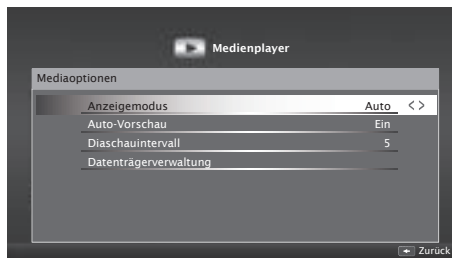 Medienplayer
Mediaoptionen
Anzeigemodus Auto < >
Auto-Vorschau Ein
Diaschauintervall 5
Datenträgerverwaltung
Zurück